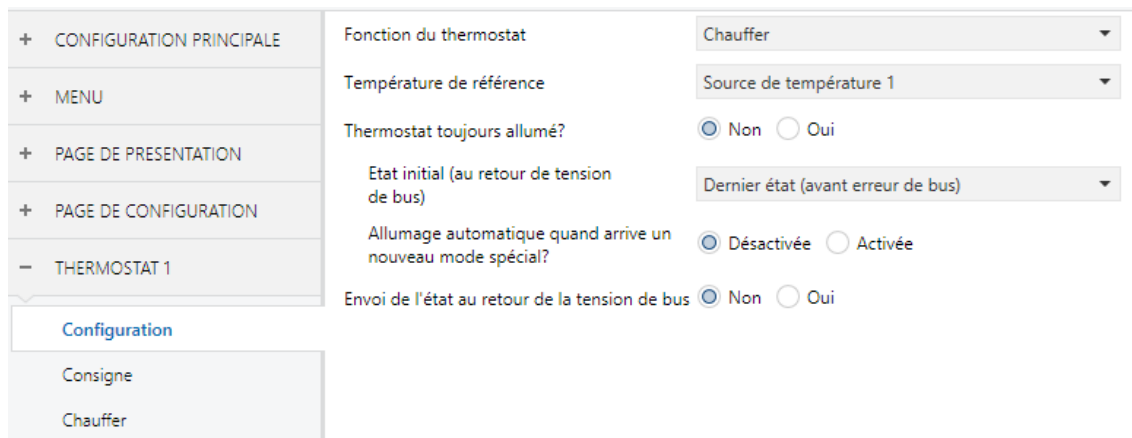 CONFIGURATION PRINCIPALE
MENU
PAGE DE PRESENTATION
PAGE DE CONFIGURATION
THERMOSTAT 1
Configuration
Consigne
Chauffer
Fonction du thermostat Chauffer
Température de référence Source de température 1
Thermostat toujours allumé? Non Oui
Etat initial (au retour de tension
de bus) Dernier état (avant erreur de bus)
Allumage automatique quand arrive un
nouveau mode spécial? Désactivée Activée
Envoi de l'état au retour de la tension de bus Non Oui